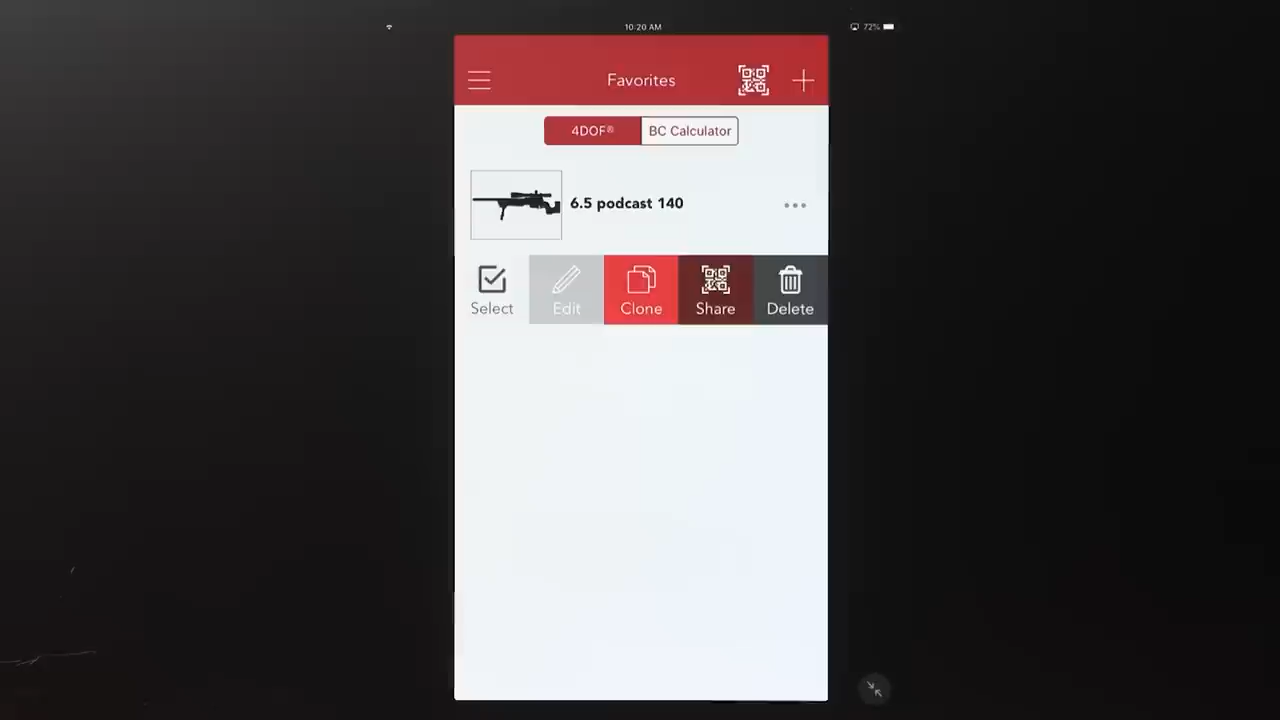 10:20 AM
72%
Favorites
4DOF®
BC Calculator
6.5 podcast 140
Select
Edit
Clone
Share
Delete